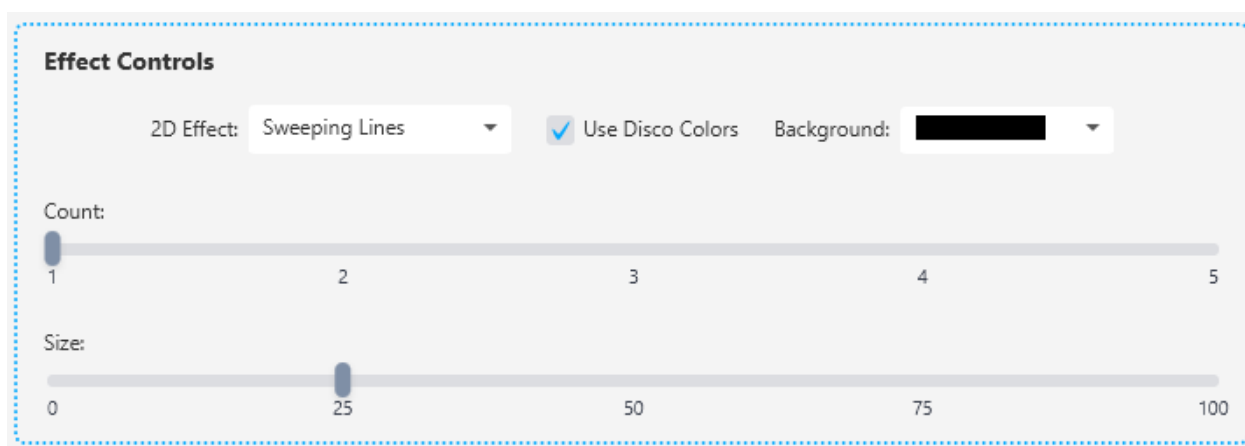 Effect Controls
2D Effect: Sweeping Lines Use Disco Colors Background:
Count:
1 2 3 4 5
Size:
0 25 50 75 100